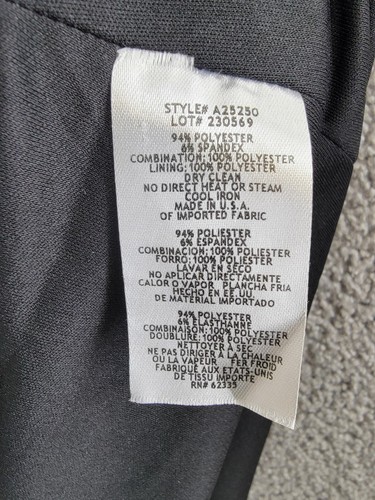 STYLE# A25250
LOT# 230569
94% POLYESTER
6% SPANDEX
COMBINATION: 100% POLYESTER
LINING: 100% POLYESTER
DRY CLEAN
NO DIRECT HEAT OR STEAM
COOL IRON
MADE IN U.S.A.
OF IMPORTED FABRIC
94% POLIESTER
6% ESPANDEX
COMBINACION: 100% POLYESTER
FORRO: 100% POLYESTER
LAVAR EN SECO
NO APLICAR DIRECTAMENTE
CALOR O VAPOR PLANCHA FRIA
HECHO EN EE.UU.
DE MATERIAL IMPORTADO
94% POLYESTER
6% ELASTHANNE
COMBINAISON: 100% POLYESTER
DOUBLURE: 100% POLYESTER
NETTOYER À SEC
NE PAS DIRIGER À LA CHALEUR
OU LA VAPEUR FER FROID
FABRIQUÉ AUX ETATS-UNIS
DE TISSU IMPORTE
RN# 62335